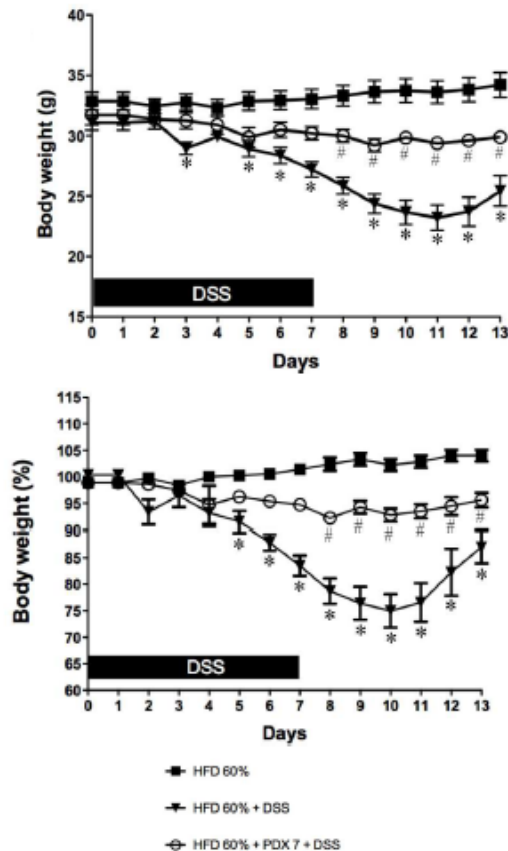 Body weight (g)
35
30
25
20
15
DSS
* * * * * * * * * *
# # # # # #
0 1 2 3 4 5 6 7 8 9 10 11 12 13
Days
Body weight (%)
115
110
105
100
95
90
85
80
75
70
65
60
DSS
* * * * * * * * *
# # # # # #
0 1 2 3 4 5 6 7 8 9 10 11 12 13
Days
HFD 60%
HFD 60% + DSS
HFD 60% + PDX 7 + DSS